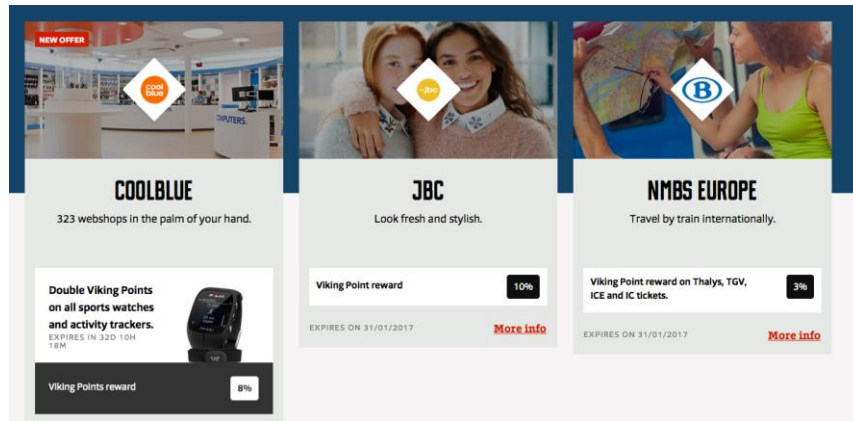 NEW OFFER
cool
blue
COMPUTERS.
COOLBLUE
323 webshops in the palm of your hand.
Double Viking Points
on all sports watches
and activity trackers.
EXPIRES IN 32D 10H
18M
Viking Points reward
8%
~jbc
JBC
Look fresh and stylish.
Viking Point reward
10%
EXPIRES ON 31/01/2017
More info
B
NMBS EUROPE
Travel by train internationally.
Viking Point reward on Thalys, TGV,
ICE and IC tickets.
3%
EXPIRES ON 31/01/2017
More info